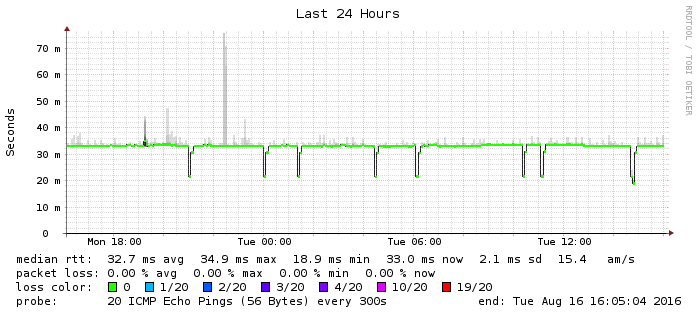 Last 24 Hours
RRDTOOL / TOBI OETIKER
Seconds
70 m
60 m
50 m
40 m
30 m
20 m
10 m
0
Mon 18:00 Tue 00:00 Tue 06:00 Tue 12:00
median rtt: 32.7 ms avg 34.9 ms max 18.9 ms min 33.0 ms now 2.1 ms sd 15.4 am/s
packet loss: 0.00 % avg 0.00 % max 0.00 % min 0.00 % now
loss color: 0 1/20 2/20 3/20 4/20 10/20 19/20
probe: 20 ICMP Echo Pings (56 Bytes) every 300s end: Tue Aug 16 16:05:04 2016